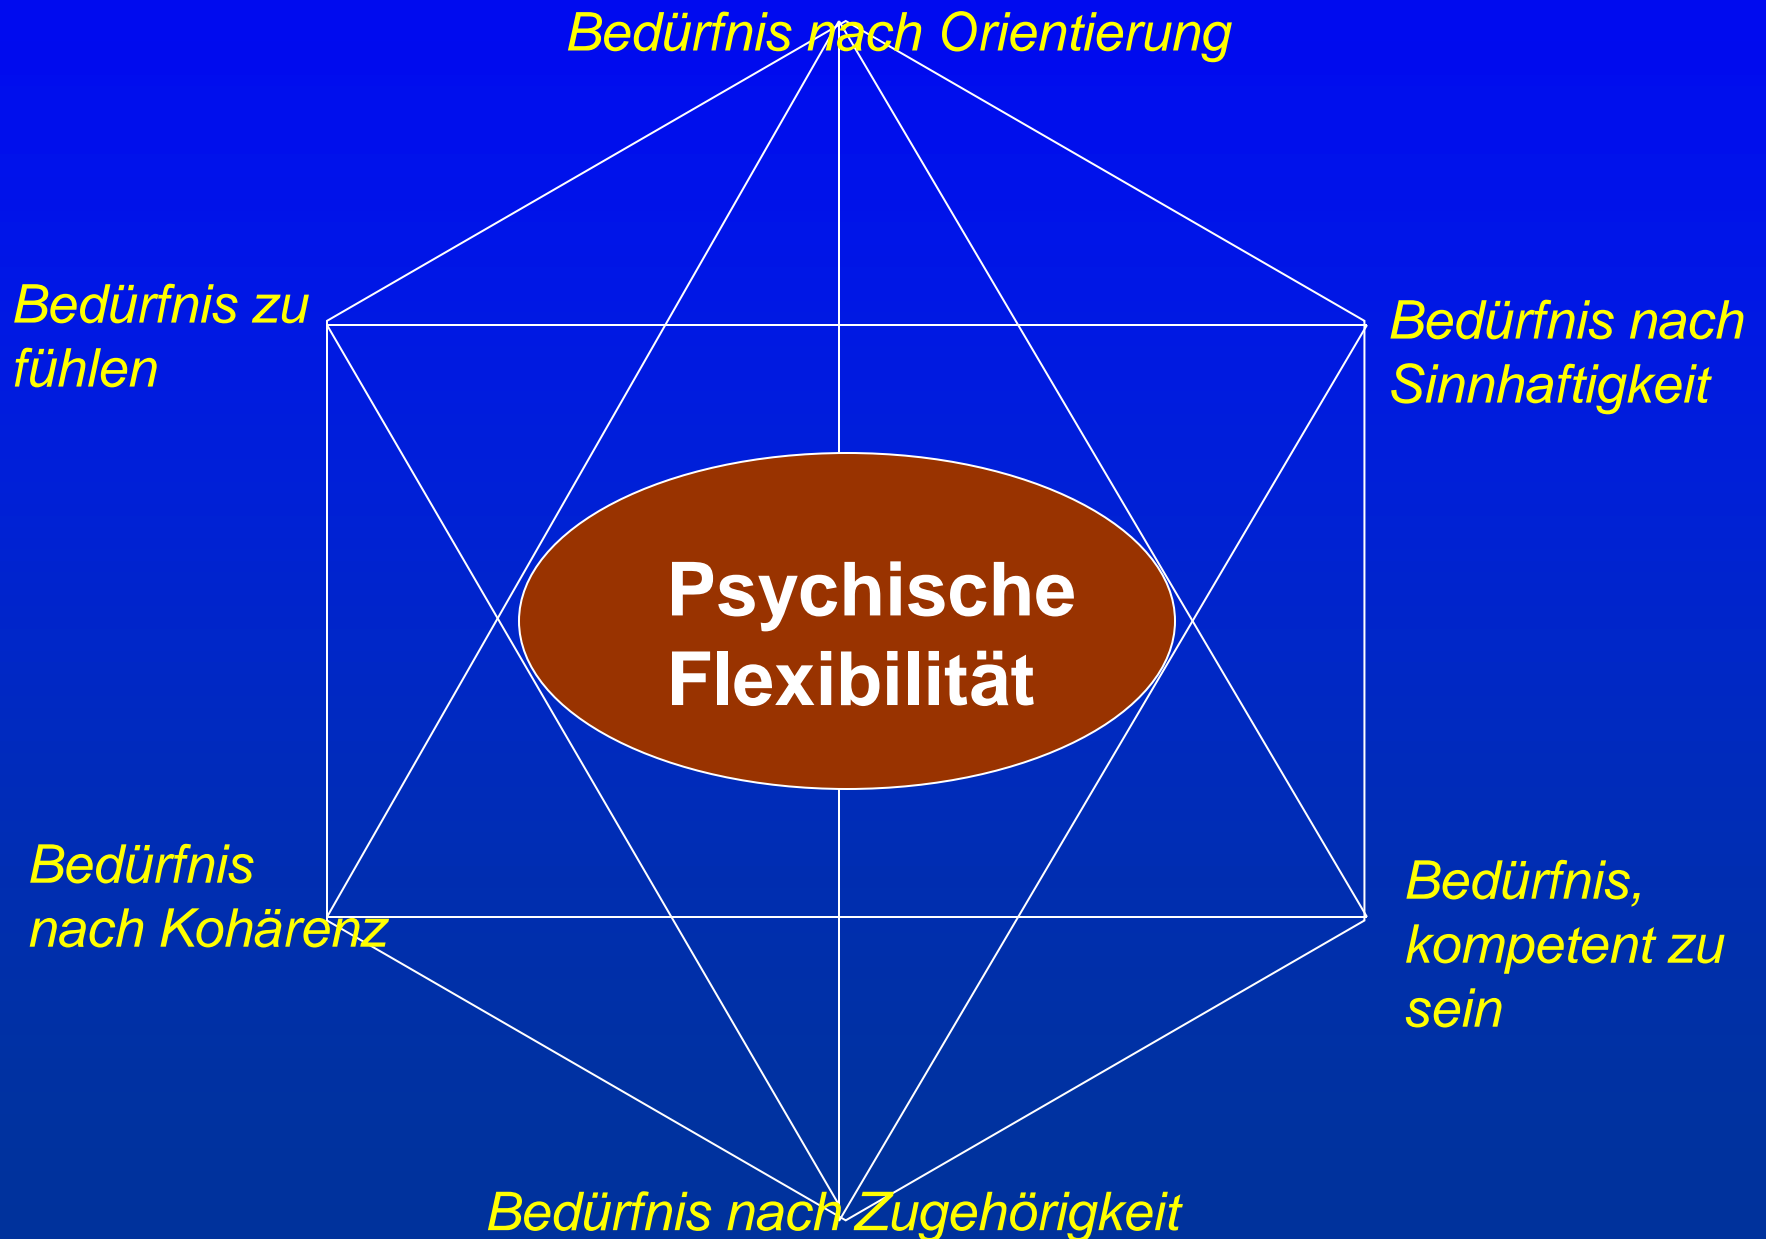 Bedürfnis nach Orientierung
Bedürfnis zu
fühlen
Bedürfnis nach
Sinnhaftigkeit
Psychische
Flexibilität
Bedürfnis
nach Kohärenz
Bedürfnis,
kompetent zu
sein
Bedürfnis nach Zugehörigkeit